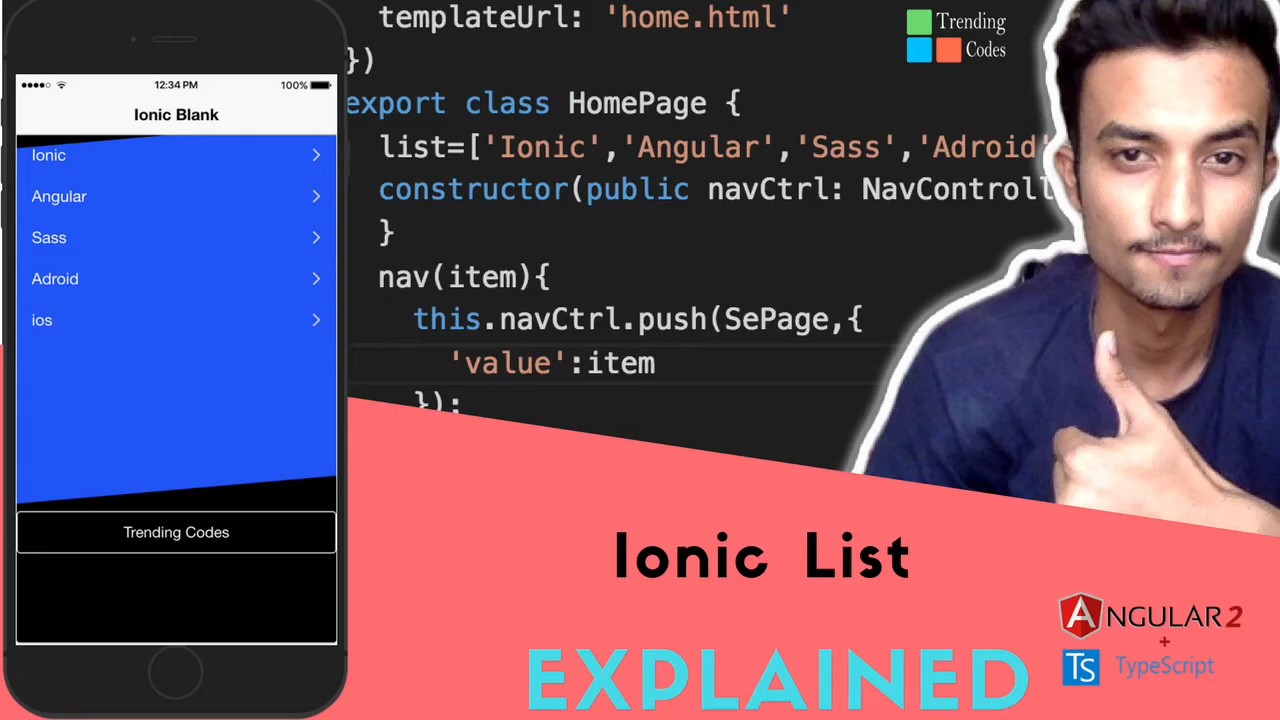 12:34 PM
100%
Ionic Blank
Ionic
Angular
Sass
Adroid
ios
Trending Codes
templateUrl: 'home.html'
})
export class HomePage {
list=['Ionic','Angular','Sass','Adroid'
constructor(public navCtrl: NavControll
}
nav(item){
this.navCtrl.push(SePage,{
'value':item
});
Trending
Codes
Ionic List
EXPLAINED
ANGULAR 2
+
TS TypeScript